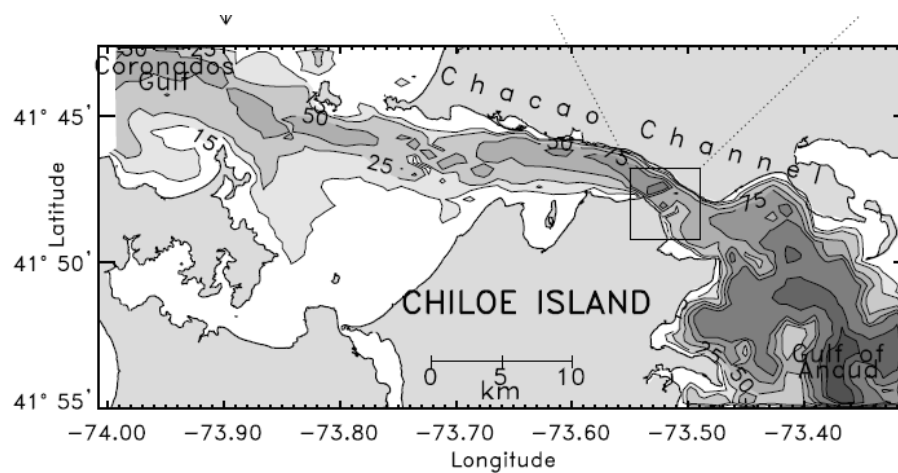 50 25
Coronados
Gulf
Chacao Channel
41° 45'
50
15
50
75
25
75
Latitude
41° 50'
CHILOE ISLAND
0 5 10
km
75
50
Gulf of
Ancud
41° 55'
-74.00 -73.90 -73.80 -73.70 -73.60 -73.50 -73.40
Longitude